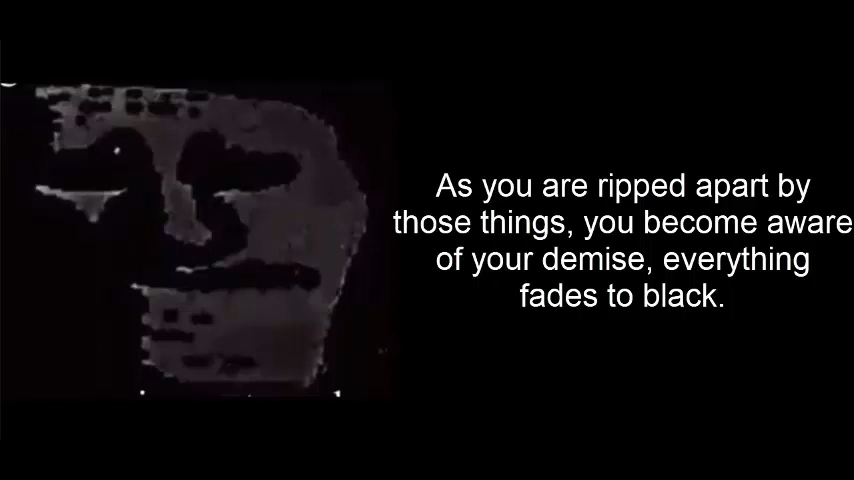 As you are ripped apart by
those things, you become aware
of your demise, everything
fades to black.